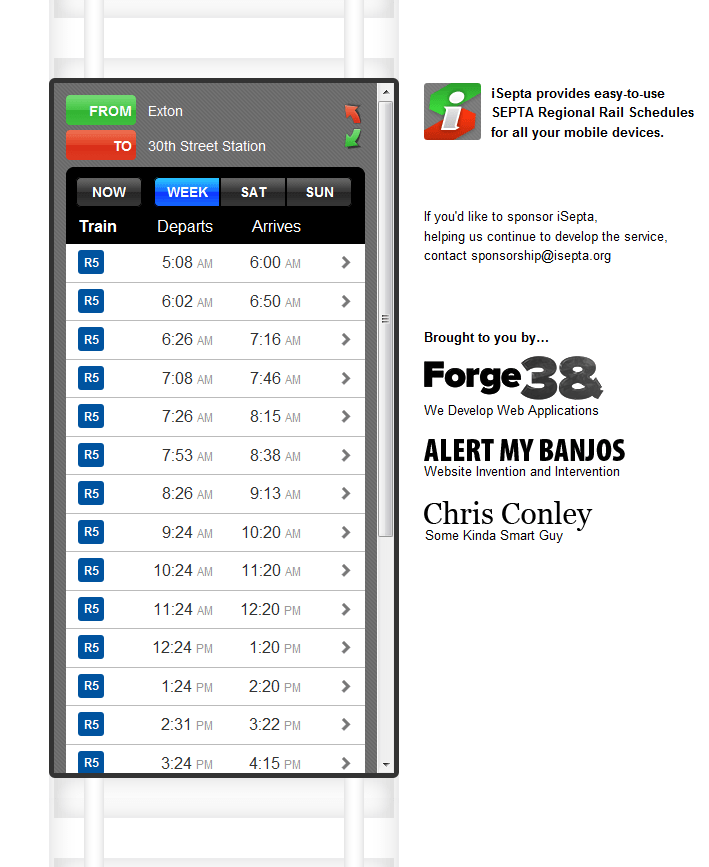 FROM Exton
TO 30th Street Station
NOW WEEK SAT SUN
Train Departs Arrives
R5 5:08 AM 6:00 AM
R5 6:02 AM 6:50 AM
R5 6:26 AM 7:16 AM
R5 7:08 AM 7:46 AM
R5 7:26 AM 8:15 AM
R5 7:53 AM 8:38 AM
R5 8:26 AM 9:13 AM
R5 9:24 AM 10:20 AM
R5 10:24 AM 11:20 AM
R5 11:24 AM 12:20 PM
R5 12:24 PM 1:20 PM
R5 1:24 PM 2:20 PM
R5 2:31 PM 3:22 PM
R5 3:24 PM 4:15 PM
i
iSepta provides easy-to-use
SEPTA Regional Rail Schedules
for all your mobile devices.
If you'd like to sponsor iSepta,
helping us continue to develop the service,
contact sponsorship@isepta.org
Brought to you by...
Forge38
We Develop Web Applications
ALERT MY BANJOS
Website Invention and Intervention
Chris Conley
Some Kinda Smart Guy